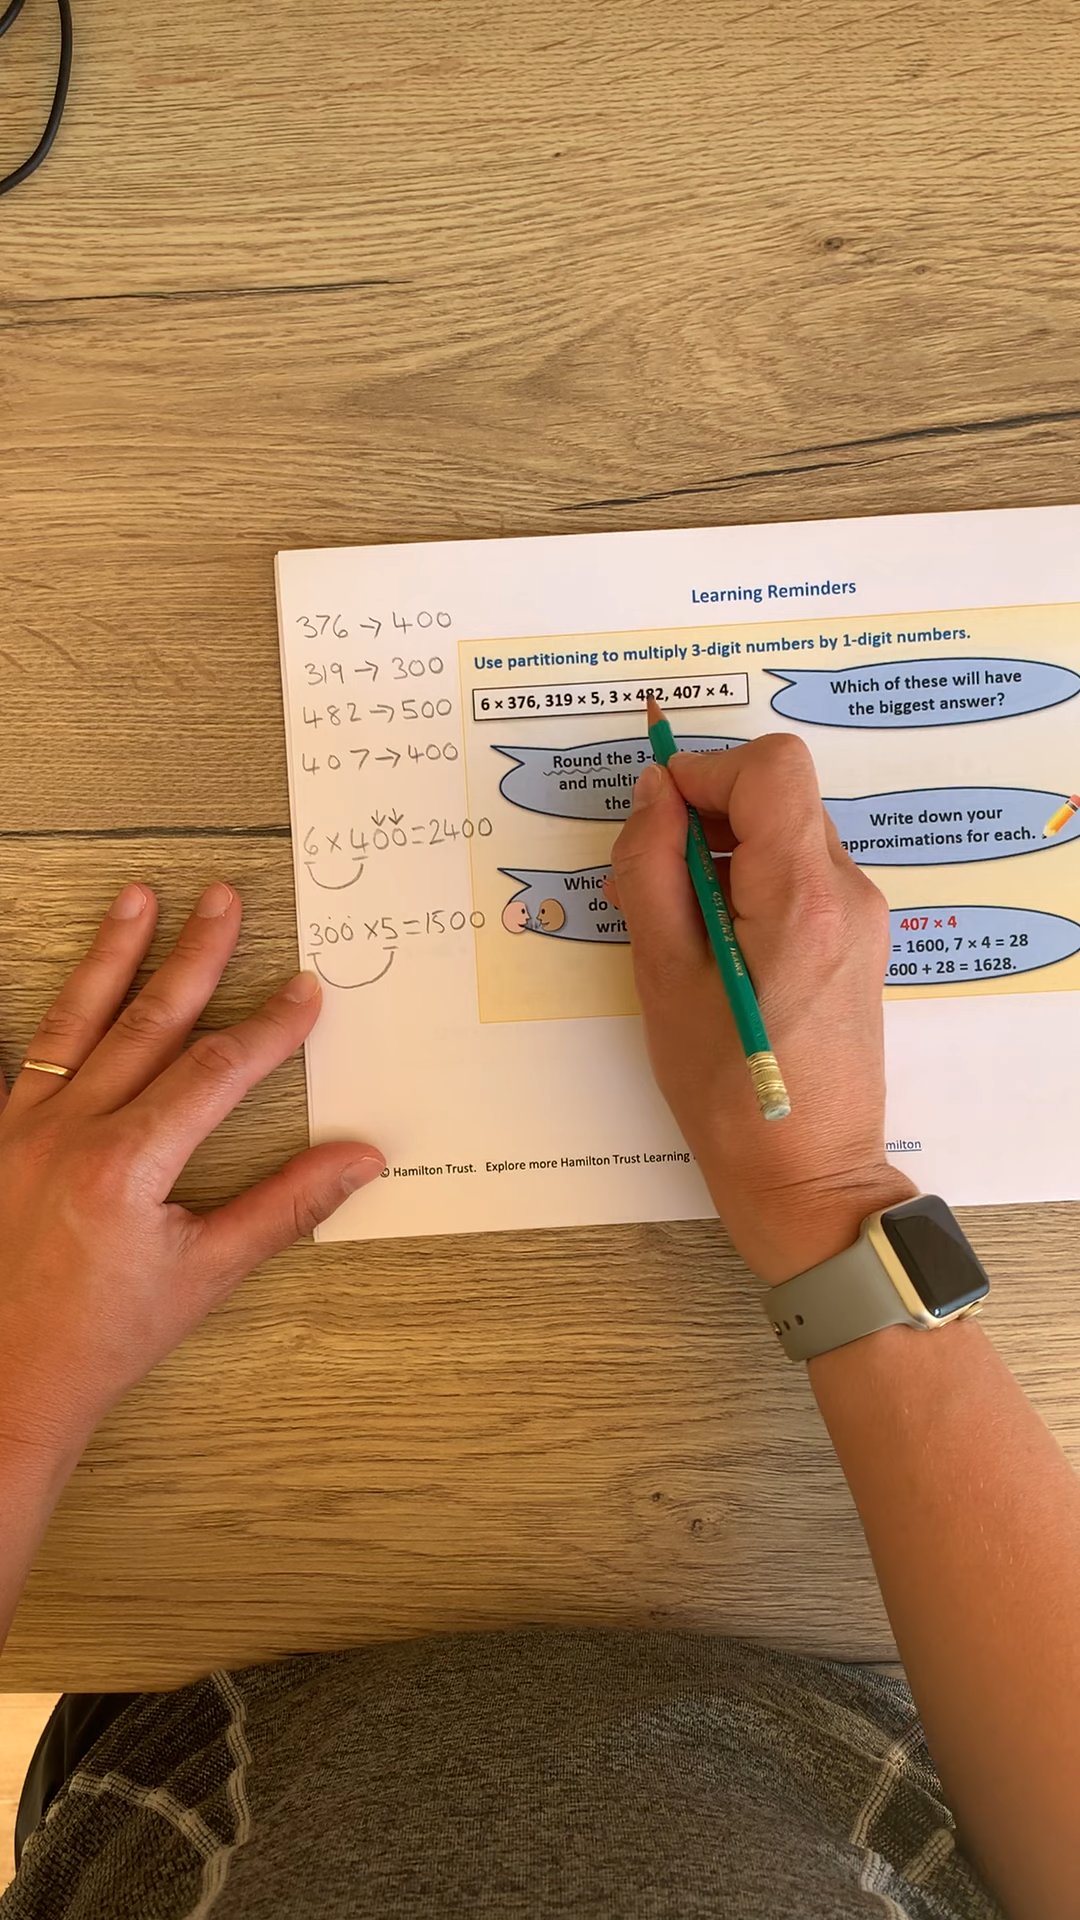 Learning Reminders
376 → 400
319 → 300
482 → 500
407 → 400
6 × 400 = 2400
300 × 5 = 1500
Use partitioning to multiply 3-digit numbers by 1-digit numbers.
6 × 376, 319 × 5, 3 × 482, 407 × 4.
Which of these will have
the biggest answer?
Round the 3-
and
the
Write down your
approximations for each.
do
407 × 4
= 1600, 7 × 4 = 28
600 + 28 = 1628.
© Hamilton Trust. Explore more Hamilton Trust Learning
milton